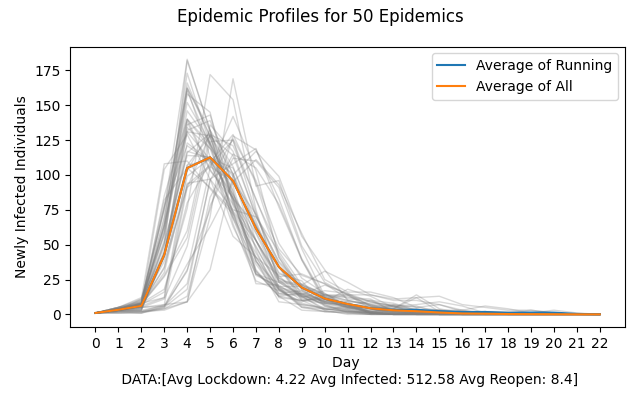 Epidemic Profiles for 50 Epidemics
Average of Running
Average of All
Newly Infected Individuals
175
150
125
100
75
50
25
0
0 1 2 3 4 5 6 7 8 9 10 11 12 13 14 15 16 17 18 19 20 21 22
Day
DATA:[Avg Lockdown: 4.22 Avg Infected: 512.58 Avg Reopen: 8.4]